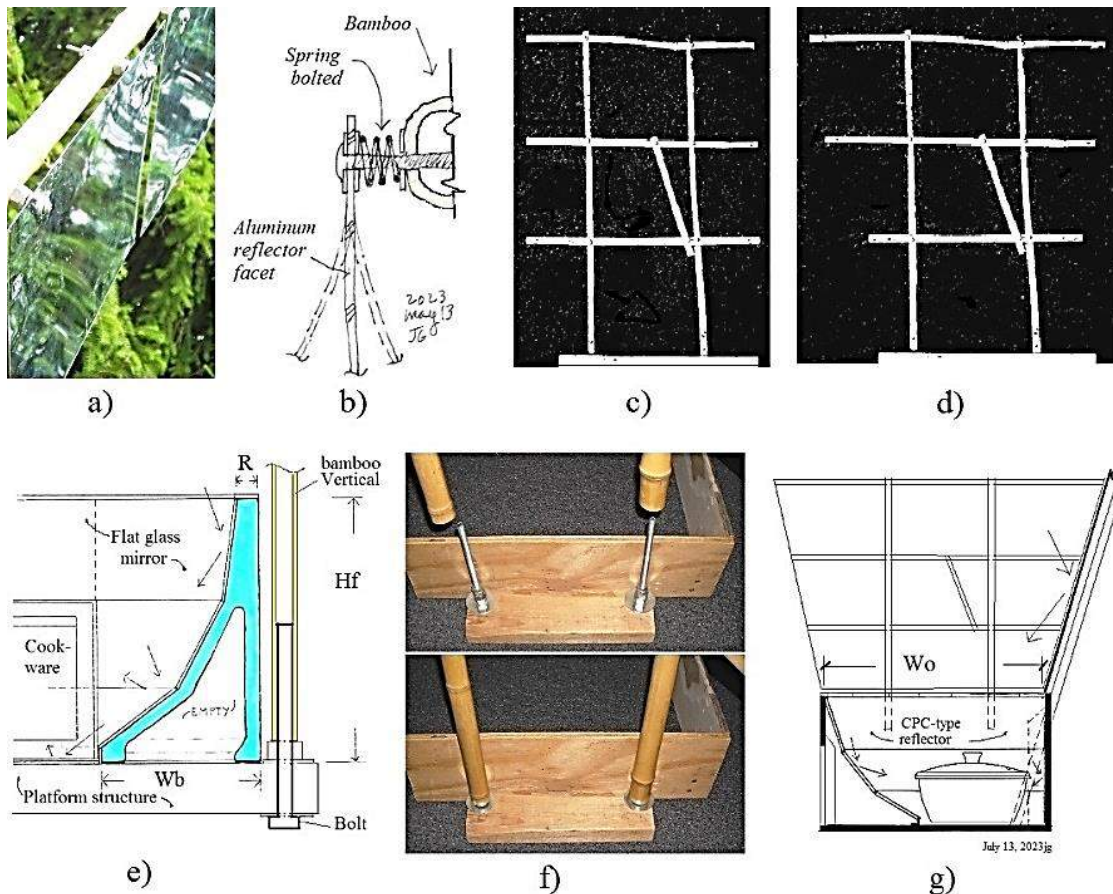 Bamboo
Spring
bolted
Aluminum
reflector
facet
2023
may 13
JG
a)
b)
c)
d)
R
bamboo
Vertical
Flat glass
mirror
Hf
Cook-
ware
(EMPTY)
Wb
Platform structure
Bolt
Wo
CPC-type
reflector
July 13, 2023jg
e)
f)
g)